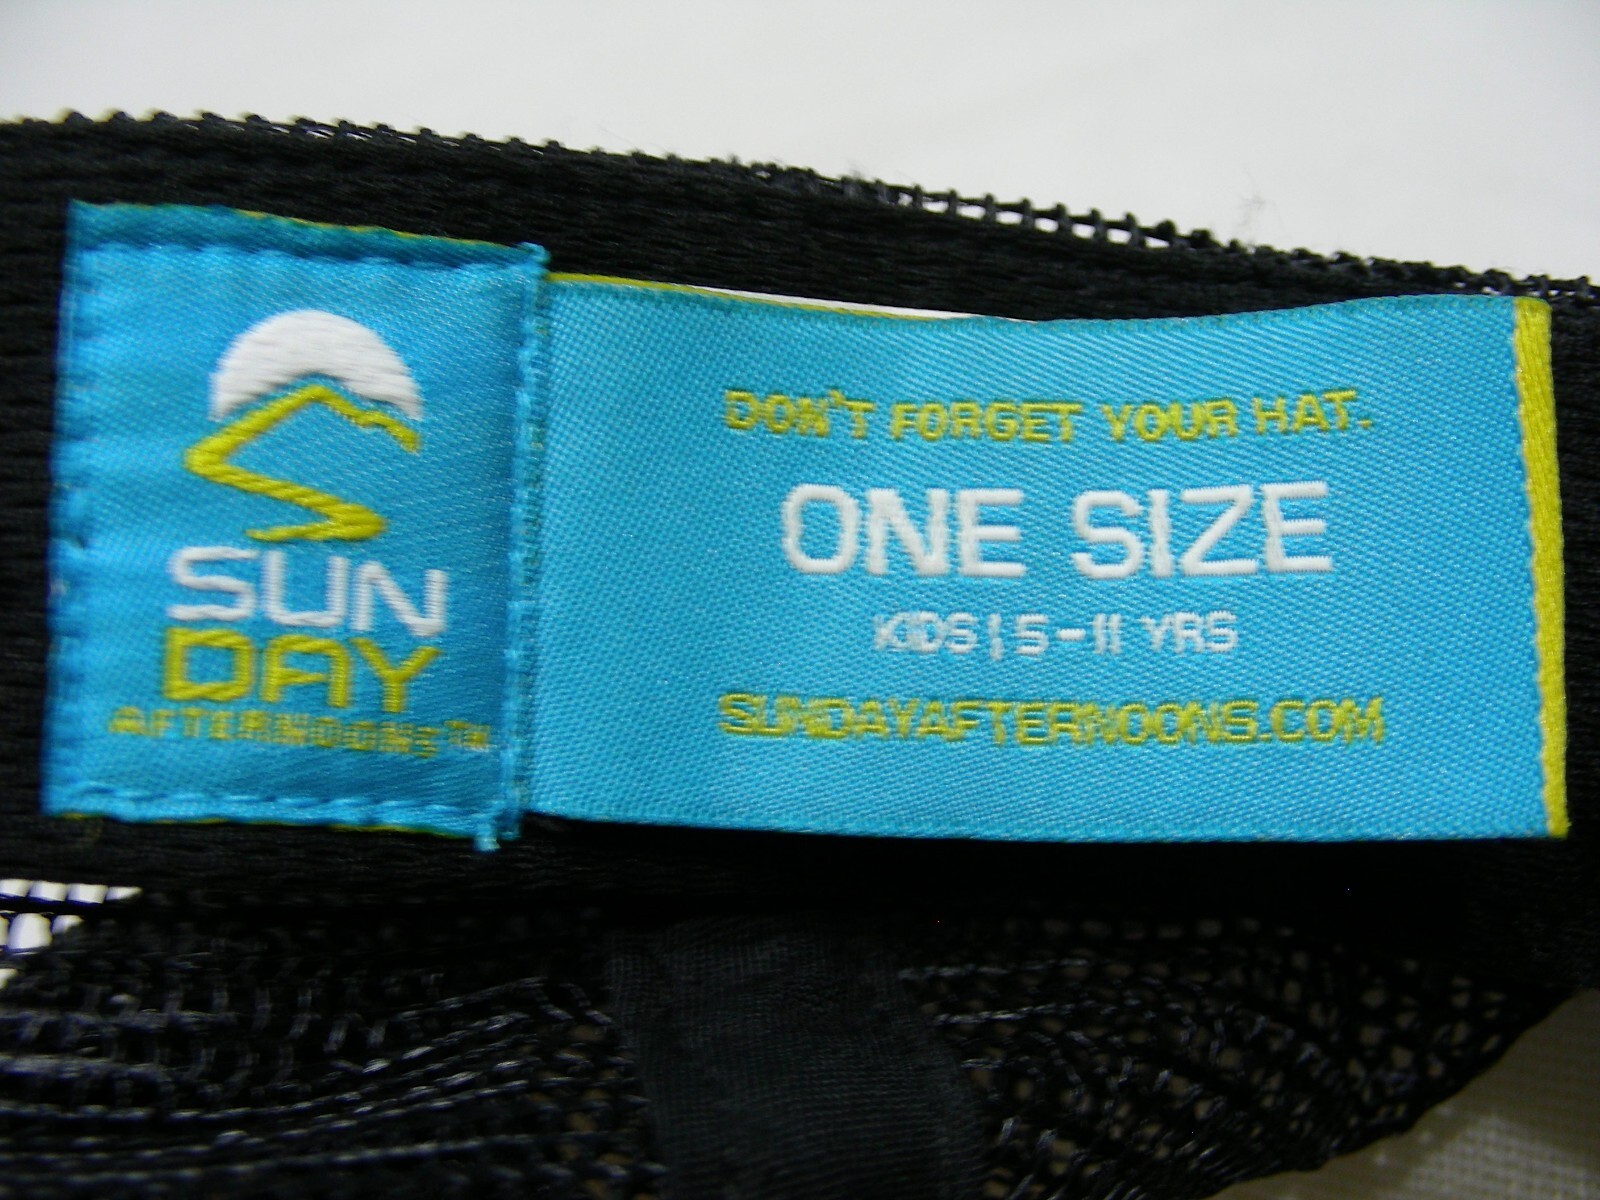 SUN
DAY
AFTERNOONS™
DON'T FORGET YOUR HAT.
ONE SIZE
KIDS | 5-11 YRS
SUNDAYAFTERNOONS.COM